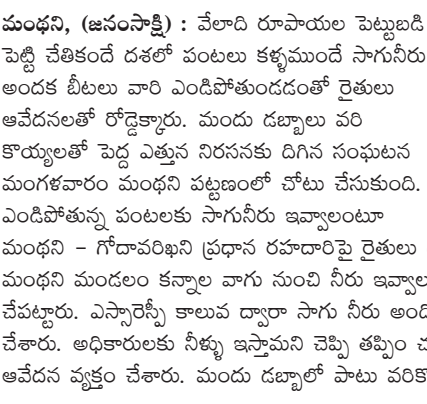 మంథని, (జనంసాక్షి) : వేలాది రూపాయల పెట్టుబడి
పెట్టి చేతికందే దశలో పంటలు కళ్ళముందే సాగునీరు
అందక బీటలు వారి ఎండిపోతుండడంతో రైతులు
ఆవేదనలతో రోడ్డెక్కారు. మందు డబ్బాలు వరి
కొయ్యలతో పెద్ద ఎత్తున నిరసనకు దిగిన సంఘటన
మంగళవారం మంథని పట్టణంలో చోటు చేసుకుంది.
ఎండిపోతున్న పంటలకు సాగునీరు ఇవ్వాలంటూ
మంథని – గోదావరిఖని ప్రధాన రహదారిపై రైతులు
మంథని మండలం కన్నాల వాగు నుంచి నీరు
చేపట్టారు. ఎస్సారెస్పీ కాలువ ద్వారా సాగు నీరు
చేశారు. అధికారులకు నీళ్ళు ఇస్తామని చెప్పి తప్పిం
ఆవేదన వ్యక్తం చేశారు. మందు డబ్బాలో పాటు